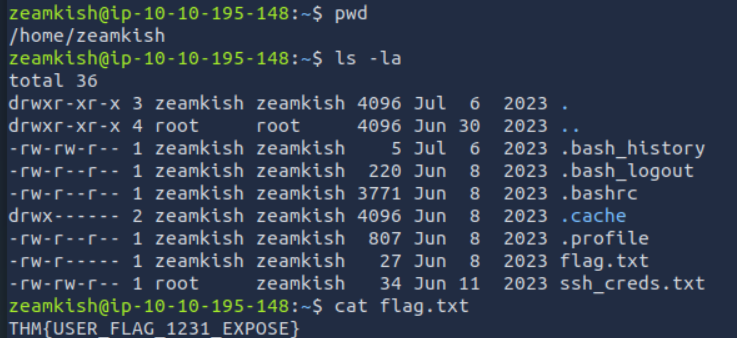 zeamkish@ip-10-10-195-148:~$ pwd
/home/zeamkish
zeamkish@ip-10-10-195-148:~$ ls -la
total 36
drwxr-xr-x 3 zeamkish zeamkish 4096 Jul  6  2023 .
drwxr-xr-x 4 root     root     4096 Jun 30  2023 ..
-rw-rw-r-- 1 zeamkish zeamkish    5 Jul  6  2023 .bash_history
-rw-r--r-- 1 zeamkish zeamkish  220 Jun  8  2023 .bash_logout
-rw-r--r-- 1 zeamkish zeamkish 3771 Jun  8  2023 .bashrc
drwx------ 2 zeamkish zeamkish 4096 Jun  8  2023 .cache
-rw-r--r-- 1 zeamkish zeamkish  807 Jun  8  2023 .profile
-rw-r----- 1 zeamkish zeamkish   27 Jun  8  2023 flag.txt
-rw-rw-r-- 1 root     zeamkish   34 Jun 11  2023 ssh_creds.txt
zeamkish@ip-10-10-195-148:~$ cat flag.txt
THM{USER_FLAG_1231_EXPOSE}